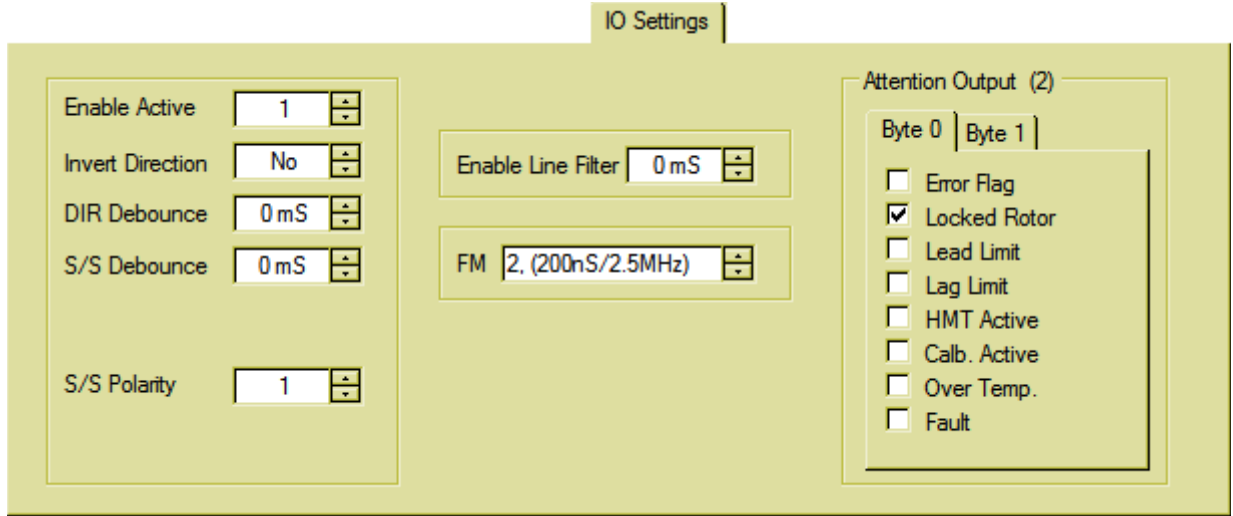 IO Settings
Enable Active 1
Invert Direction No
DIR Debounce 0 mS
S/S Debounce 0 mS
S/S Polarity 1
Enable Line Filter 0 mS
FM 2, (200nS/2.5MHz)
Attention Output (2)
Byte 0 Byte 1
Error Flag
Locked Rotor
Lead Limit
Lag Limit
HMT Active
Calb. Active
Over Temp.
Fault